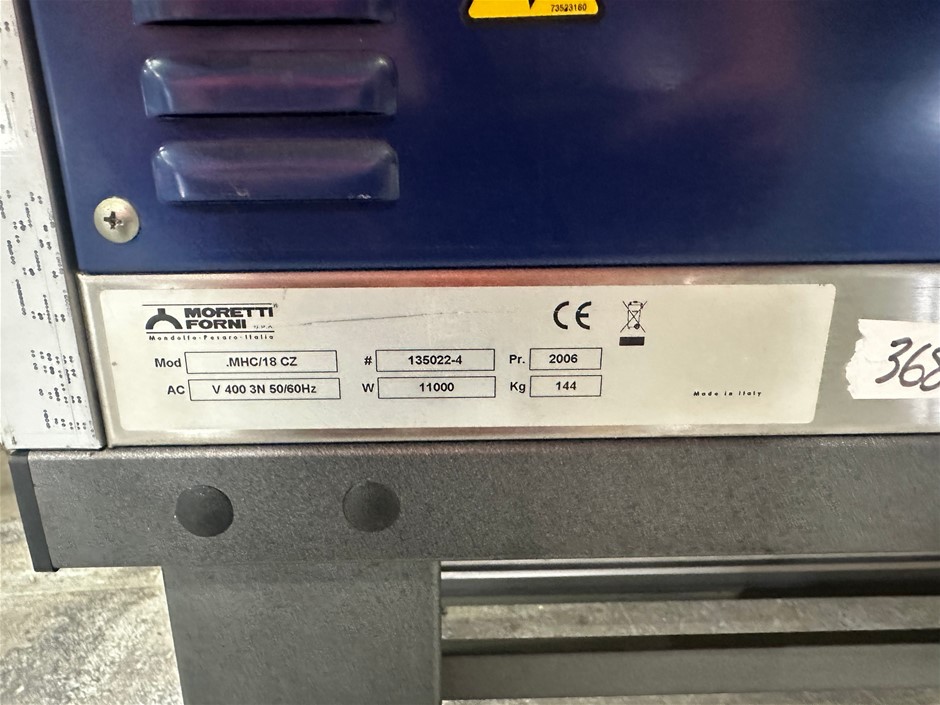 73523180
MORETTI
FORNI S.p.A.
Mondolfo-Pesaro-Italia
CE
Mod .MHC/18 CZ # 135022-4 Pr. 2006
AC V 400 3N 50/60Hz W 11000 Kg 144
Made in Italy
368